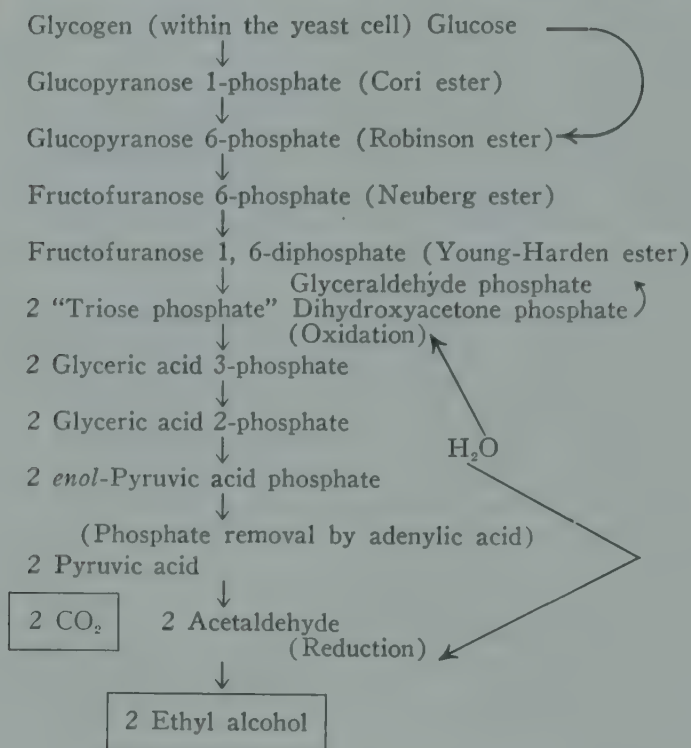 Glycogen (within the yeast cell) Glucose
Glucopyranose 1-phosphate (Cori ester)
Glucopyranose 6-phosphate (Robinson ester)
Fructofuranose 6-phosphate (Neuberg ester)
Fructofuranose 1, 6-diphosphate (Young-Harden ester)
Glyceraldehyde phosphate
2 “Triose phosphate” Dihydroxyacetone phosphate
(Oxidation)
2 Glyceric acid 3-phosphate
2 Glyceric acid 2-phosphate
H₂O
2 enol-Pyruvic acid phosphate
(Phosphate removal by adenylic acid)
2 Pyruvic acid
2 CO₂ 2 Acetaldehyde
(Reduction)
2 Ethyl alcohol